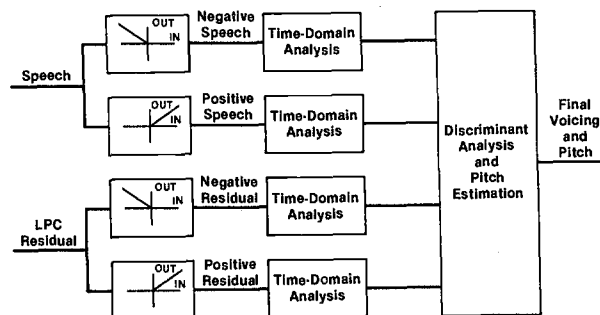 OUT
IN
Negative
Speech
Time-Domain
Analysis
Speech
OUT
IN
Positive
Speech
Time-Domain
Analysis
Final
Voicing
and
Pitch
Discriminant
Analysis
and
Pitch
Estimation
OUT
IN
Negative
Residual
Time-Domain
Analysis
LPC
Residual
OUT
IN
Positive
Residual
Time-Domain
Analysis